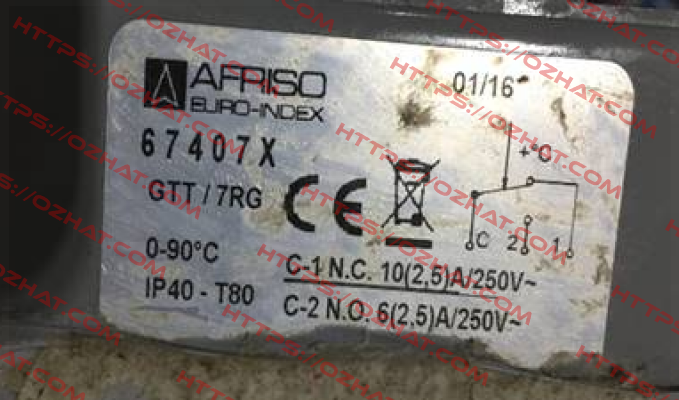 AFRISO
EURO-INDEX
01/16
67407X
GTT / 7RG
0-90°C
IP40 - T80
CE
+°C
C 2 1
C-1 N.C. 10(2,5)A/250V~
C-2 N.O. 6(2,5)A/250V~
HTTPS://OZHAT.COM